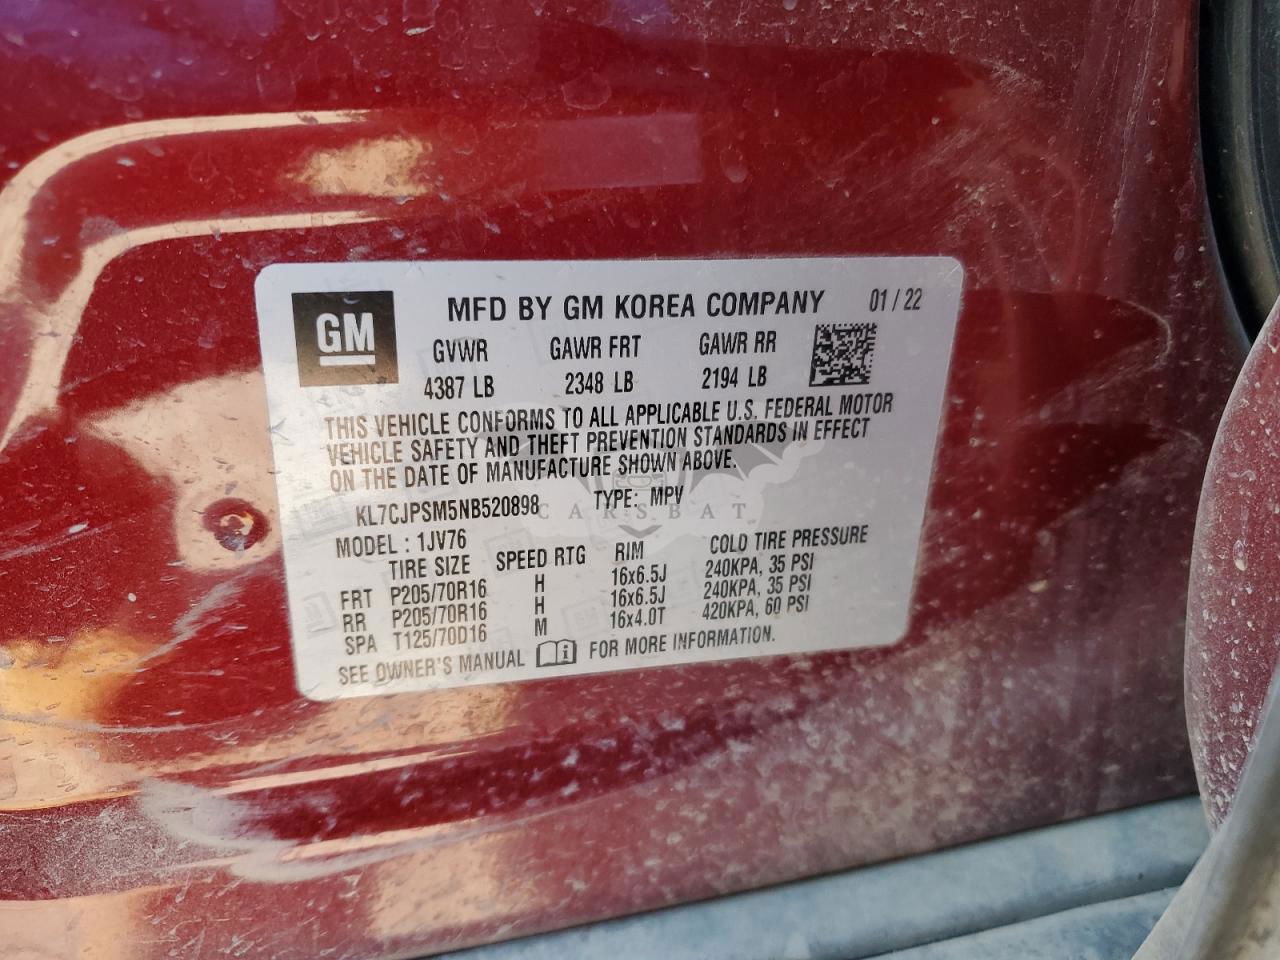 GM
MFD BY GM KOREA COMPANY 01 / 22
GVWR GAWR FRT GAWR RR
4387 LB 2348 LB 2194 LB
THIS VEHICLE CONFORMS TO ALL APPLICABLE U.S. FEDERAL MOTOR
VEHICLE SAFETY AND THEFT PREVENTION STANDARDS IN EFFECT
ON THE DATE OF MANUFACTURE SHOWN ABOVE.
KL7CJPSM5NB520898 TYPE: MPV
CARSBAT
MODEL : 1JV76
TIRE SIZE SPEED RTG RIM COLD TIRE PRESSURE
FRT P205/70R16 H 16x6.5J 240KPA, 35 PSI
RR P205/70R16 H 16x6.5J 240KPA, 35 PSI
SPA T125/70D16 M 16x4.0T 420KPA, 60 PSI
SEE OWNER'S MANUAL i FOR MORE INFORMATION.